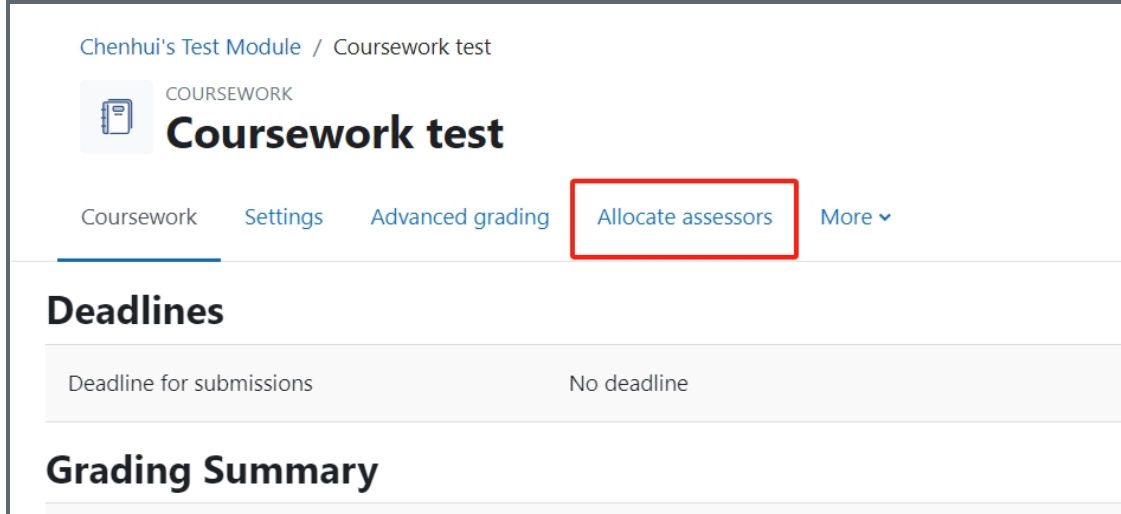 Chenhui's Test Module / Coursework test
COURSEWORK
Coursework test
Coursework Settings Advanced grading Allocate assessors More
Deadlines
Deadline for submissions No deadline
Grading Summary